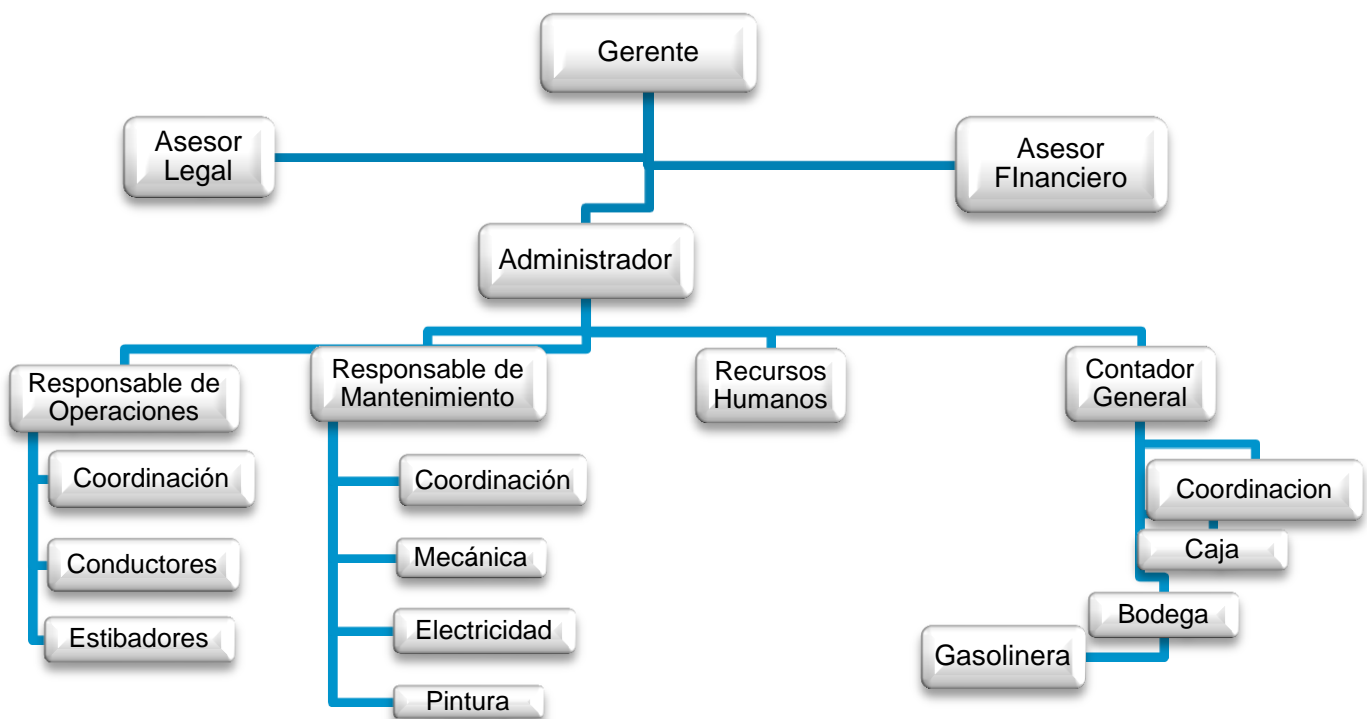 Gerente
Asesor
Legal
Asesor
FInanciero
Administrador
Responsable de
Operaciones
Responsable de
Mantenimiento
Recursos
Humanos
Contador
General
Coordinación
Conductores
Estibadores
Coordinación
Mecánica
Electricidad
Pintura
Coordinacion
Caja
Bodega
Gasolinera